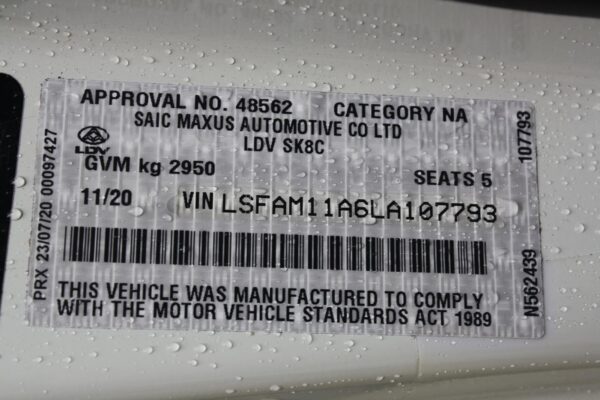 APPROVAL NO. 48562 CATEGORY NA
SAIC MAXUS AUTOMOTIVE CO LTD
LDV SK8C
LDV
GVM kg 2950 SEATS 5
11/20 VIN LSFAM11A6LA107793
THIS VEHICLE WAS MANUFACTURED TO COMPLY
WITH THE MOTOR VEHICLE STANDARDS ACT 1989
PRX 23/07/20 00097427
107793
N562439